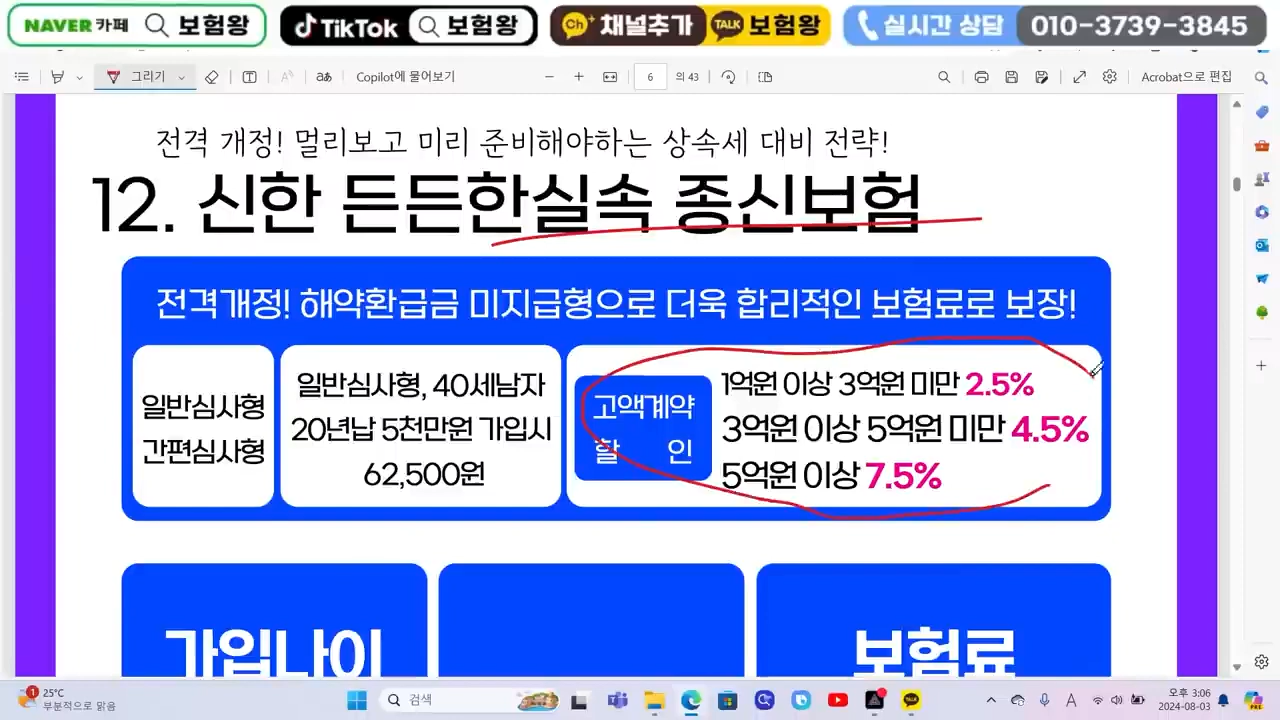 NAVER 카페 보험왕 TikTok 보험왕 Ch+ 채널추가 TALK 보험왕 실시간 상담 010-3739-3845
그리기 Copilot에 물어보기 6 의 43 Acrobat으로 편집
전격 개정! 멀리보고 미리 준비해야하는 상속세 대비 전략!
12. 신한 든든한실속 종신보험
전격개정! 해약환급금 미지급형으로 더욱 합리적인 보험료로 보장!
일반심사형
간편심사형
일반심사형, 40세남자
20년납 5천만원 가입시
62,500원
고액계약
할 인
1억원 이상 3억원 미만 2.5%
3억원 이상 5억원 미만 4.5%
5억원 이상 7.5%
가입나이
보험료
1
25°C
부분적으로 맑음
검색
A
오후 3:06
2024-08-03